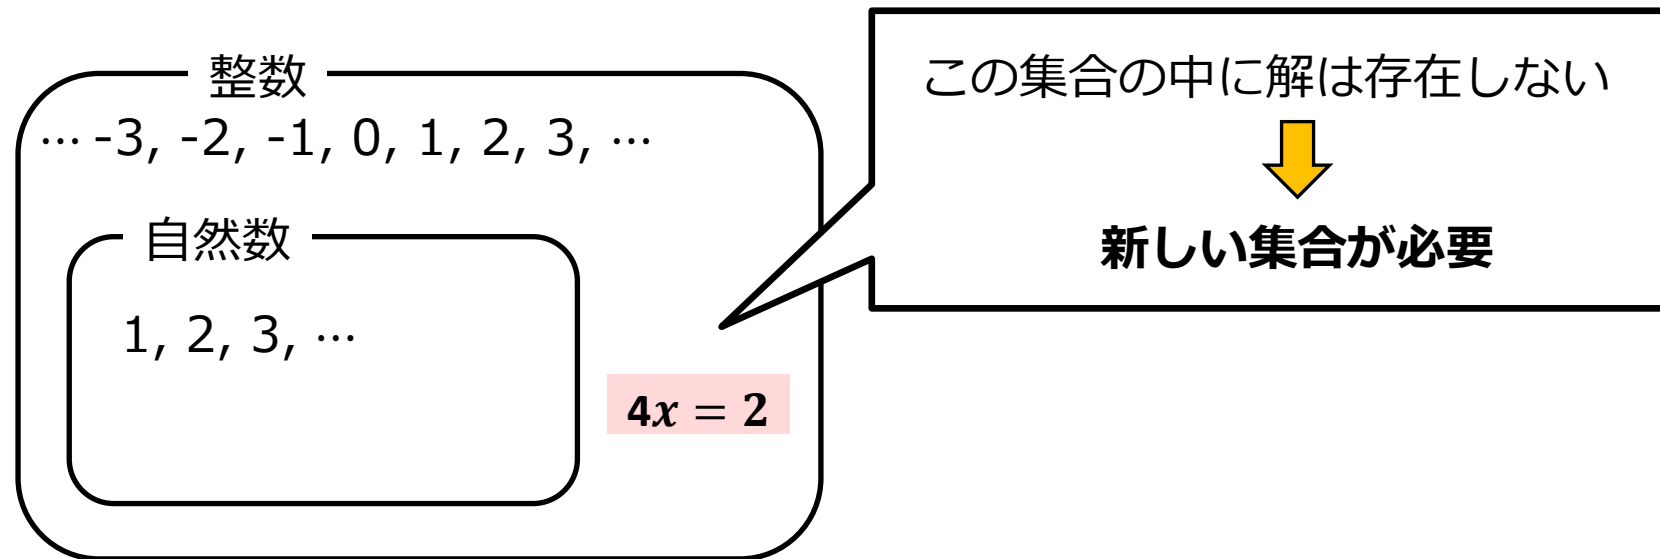 整数
… -3, -2, -1, 0, 1, 2, 3, …
自然数
1, 2, 3, …
4x = 2
この集合の中に解は存在しない
新しい集合が必要